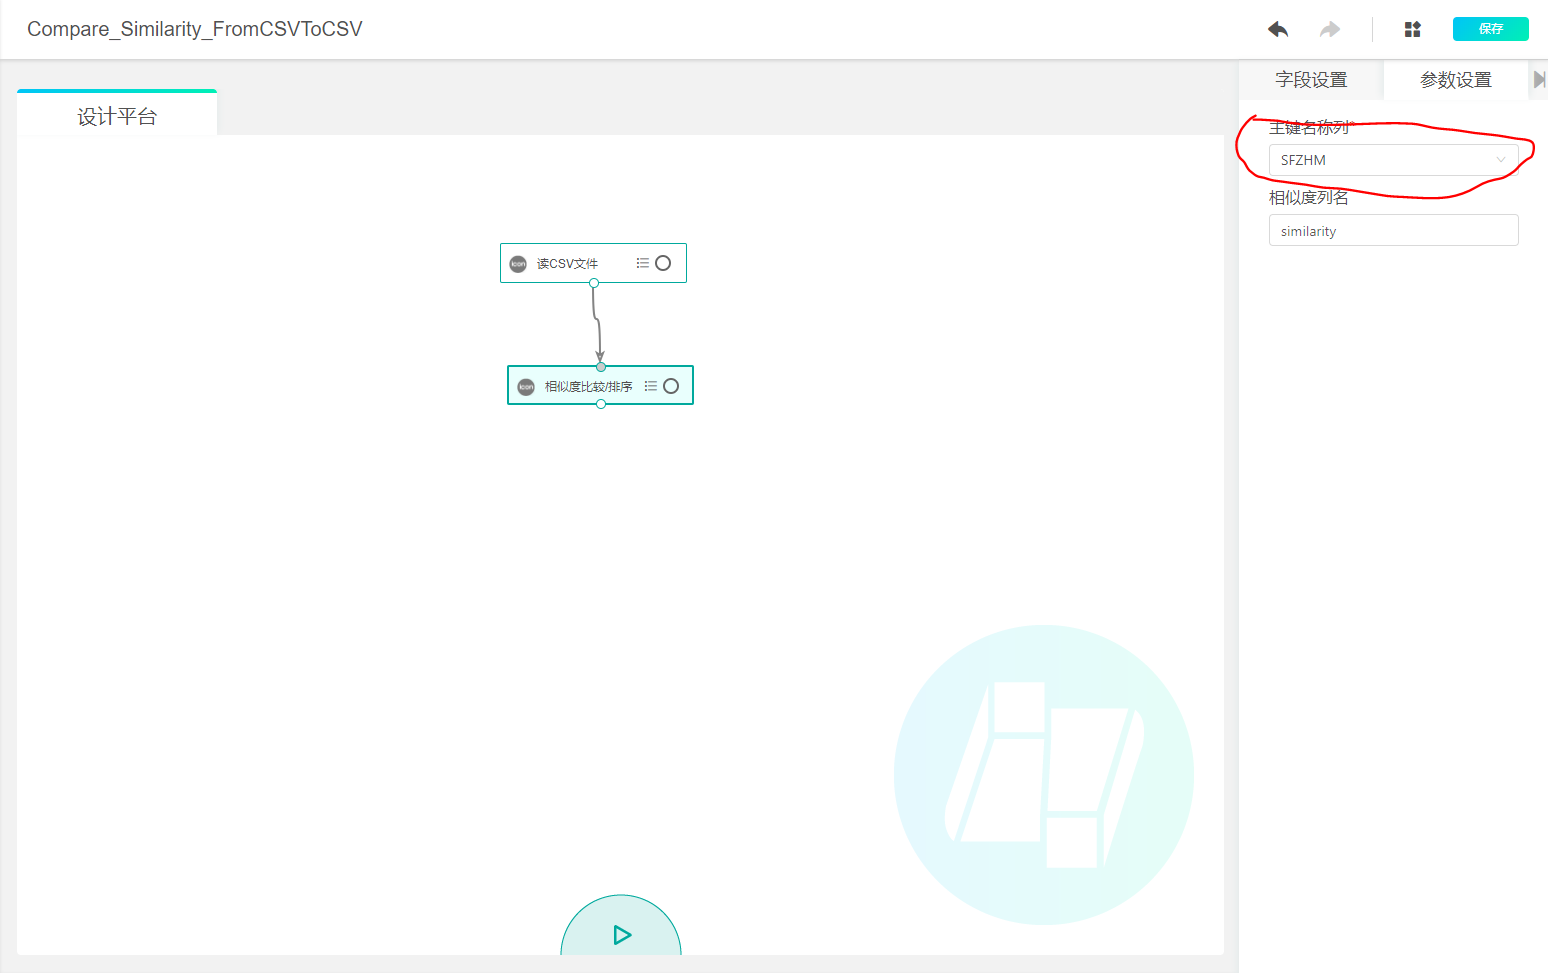 Compare_Similarity_FromCSVToCSV
保存
字段设置
参数设置
设计平台
主键名称列*
SFZHM
相似度列名
similarity
icon 读CSV文件
icon 相似度比较/排序